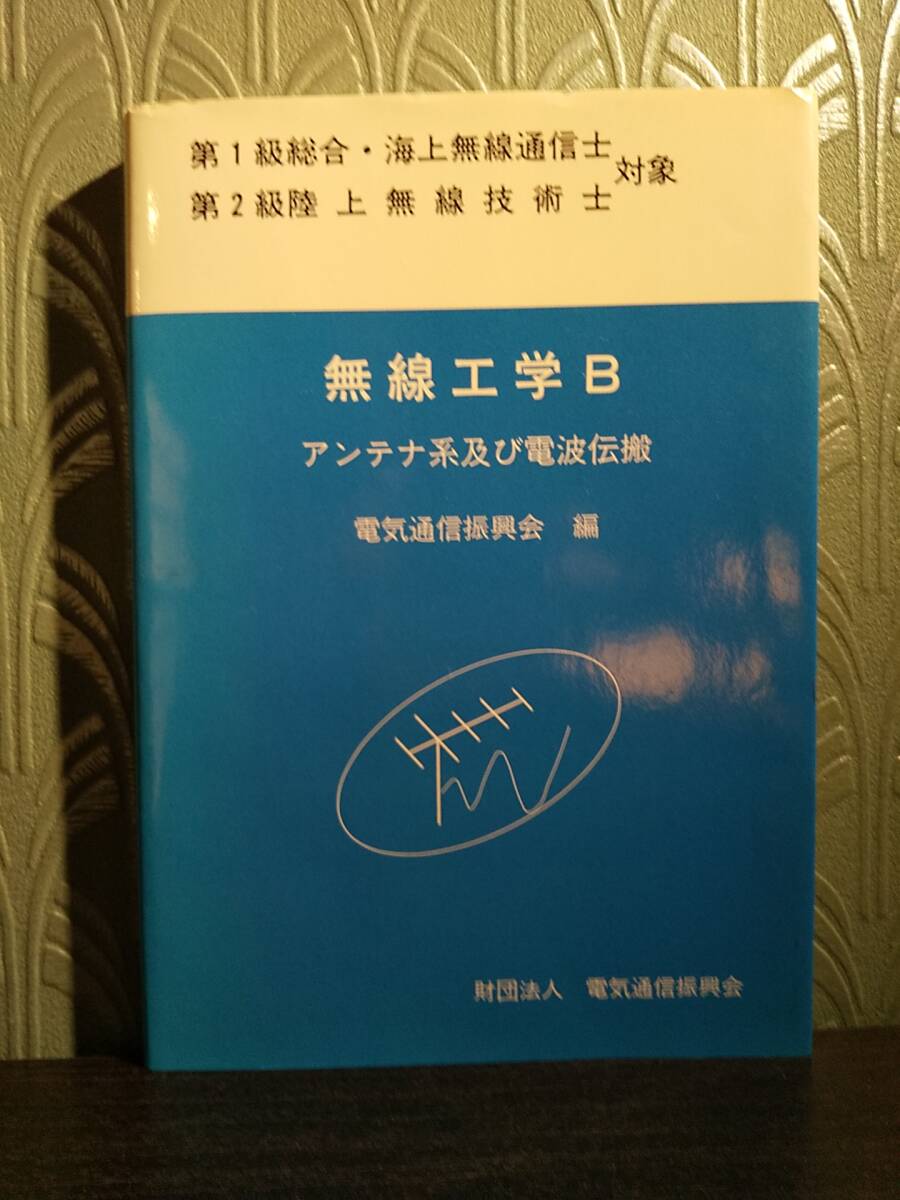 第1級総合・海上無線通信士
第2級陸上無線技術士
対象
無線工学B
アンテナ系及び電波伝搬
電気通信振興会 編
財団法人 電気通信振興会